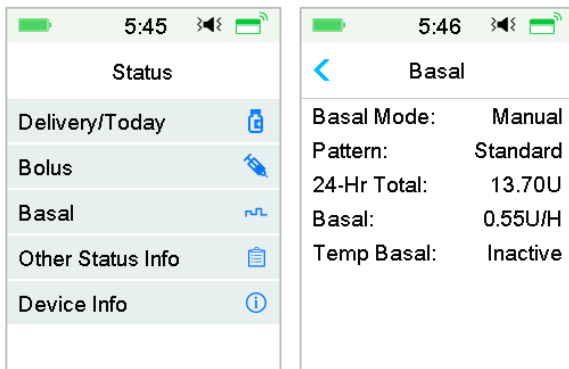 5:45
Status
Delivery/Today
Bolus
Basal
Other Status Info
Device Info
5:46
Basal
Basal Mode: Manual
Pattern: Standard
24-Hr Total: 13.70U
Basal: 0.55U/H
Temp Basal: Inactive